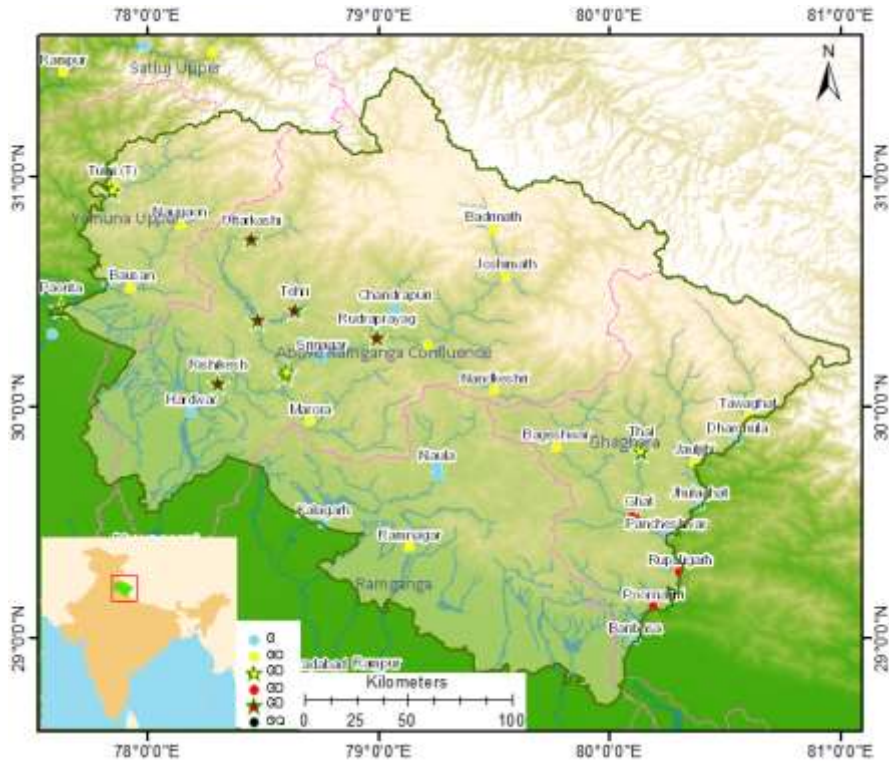 78°0'0"E 79°0'0"E 80°0'0"E 81°0'0"E
N
Rampur
Satluj Upper
31°0'0"N 31°0'0"N
Tuini (T)
Yamuna Upper
Naugaon
Uttarkashi
Badrinath
Joshimath
Bausan
Paonta
Tehri
Chandrapuri
Rudraprayag
Srinagar
Above Ramganga Confluence
Rishikesh
Nandkeshri
30°0'0"N 30°0'0"N
Hardwar
Marora
Tawaghat
Dharchula
Bageshwar
Thal
Ghaghara
Jauljibi
Naula
Jhulaghat
Kalagarh
Ghat
Pancheshwar
Ramnagar
Rupaligarh
Ramganga
Poornagiri
Banbasa
29°0'0"N 29°0'0"N
Rampur
Kilometers
0 25 50 100
78°0'0"E 79°0'0"E 80°0'0"E 81°0'0"E